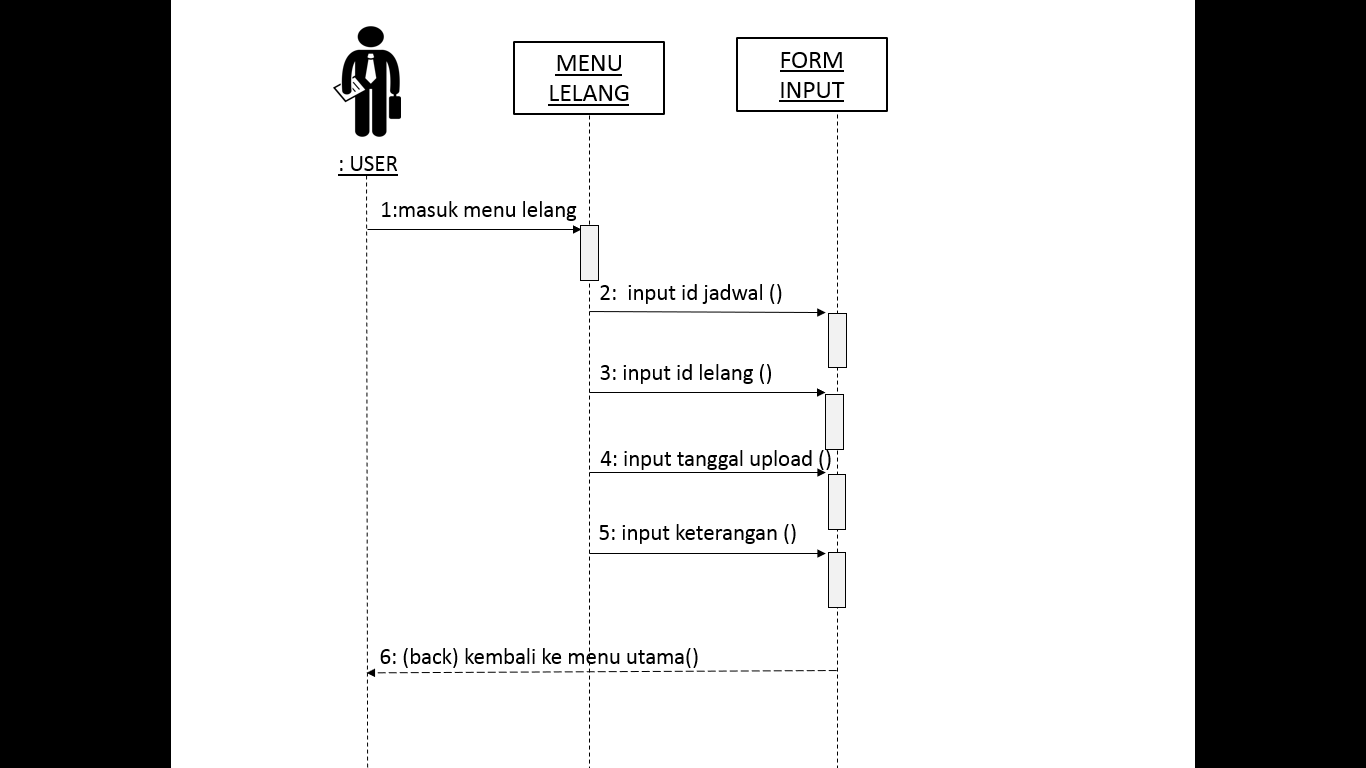 MENU
LELANG
FORM
INPUT
: USER
1:masuk menu lelang
2:  input id jadwal ()
3: input id lelang ()
4: input tanggal upload ()
5: input keterangan ()
6: (back) kembali ke menu utama()